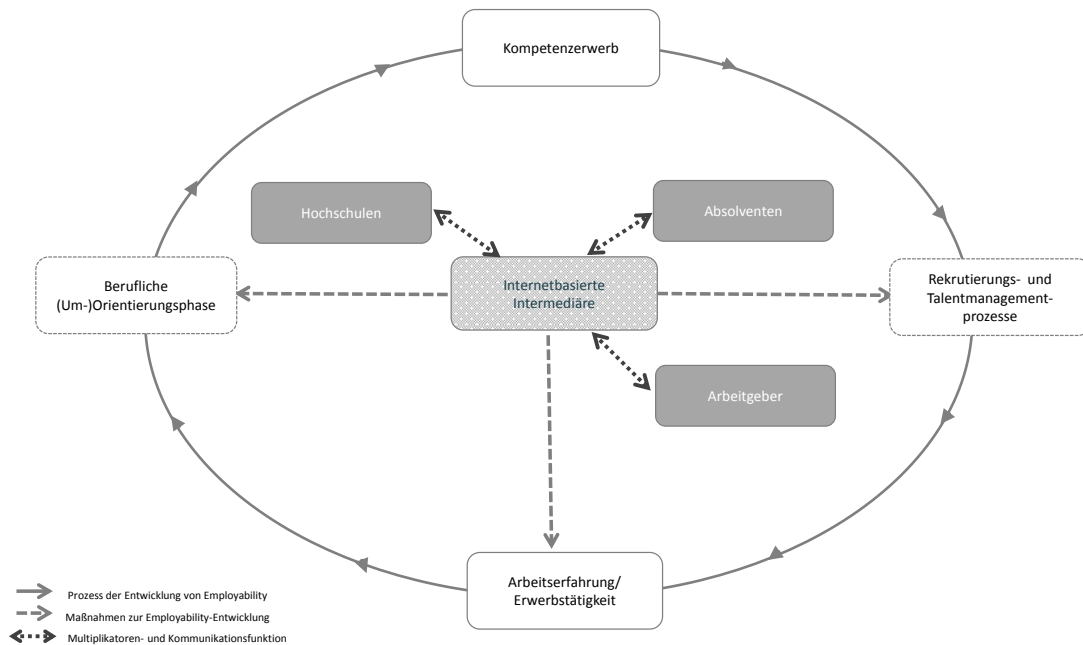 Kompetenzerwerb
Hochschulen
Absolventen
Berufliche
(Um-)Orientierungsphase
Internetbasierte
Intermediäre
Rekrutierungs- und
Talentmanagement-
prozesse
Arbeitgeber
Arbeitserfahrung/
Erwerbstätigkeit
Prozess der Entwicklung von Employability
Maßnahmen zur Employability-Entwicklung
Multiplikatoren- und Kommunikationsfunktion